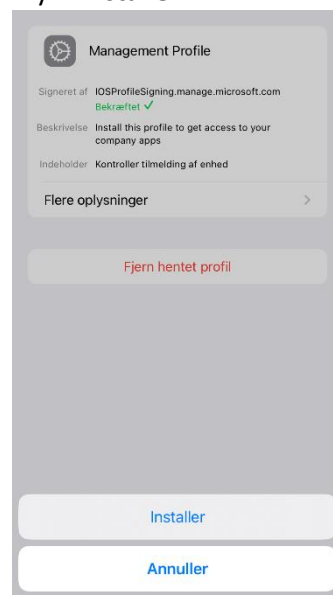 Management Profile
Signeret af IOSProfileSigning.manage.microsoft.com
Bekræftet ✓
Beskrivelse Install this profile to get access to your
company apps
Indeholder Kontroller tilmelding af enhed
Flere oplysninger
Fjern hentet profil
Installer
Annuller